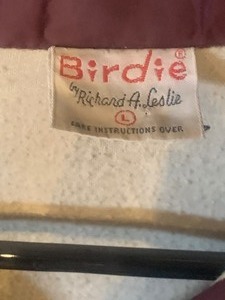 Birdie®
by Richard A. Leslie
L
CARE INSTRUCTIONS OVER